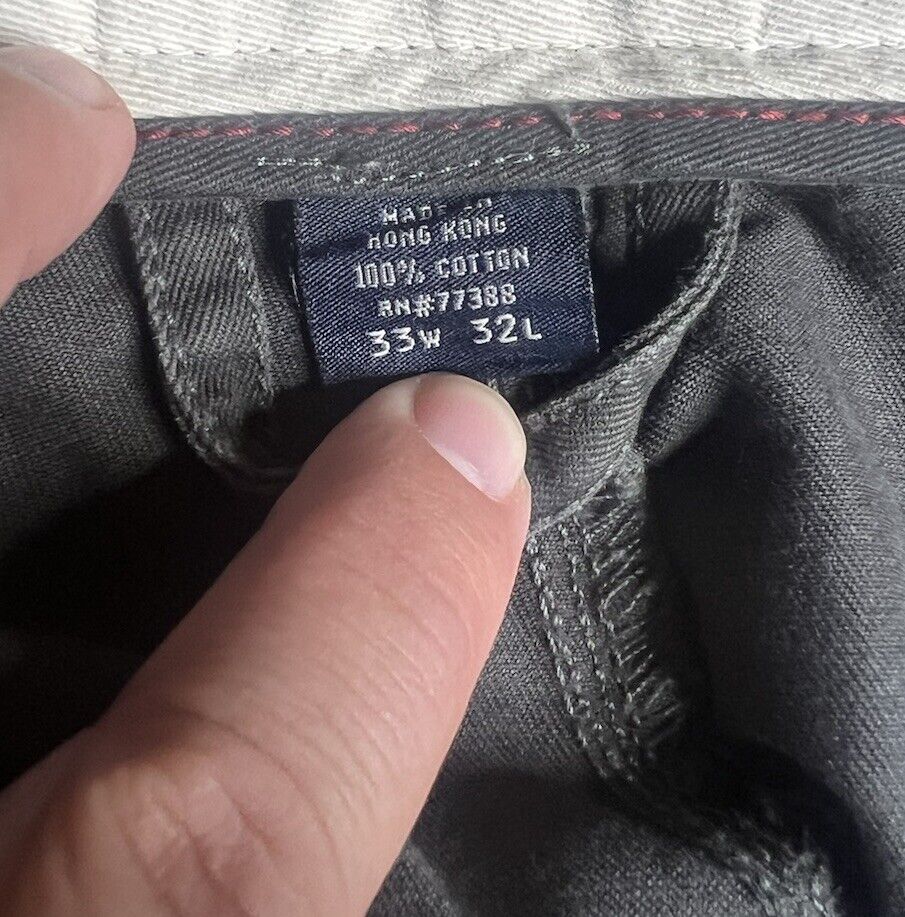 MADE IN
HONG KONG
100% COTTON
RN#77388
33W 32L